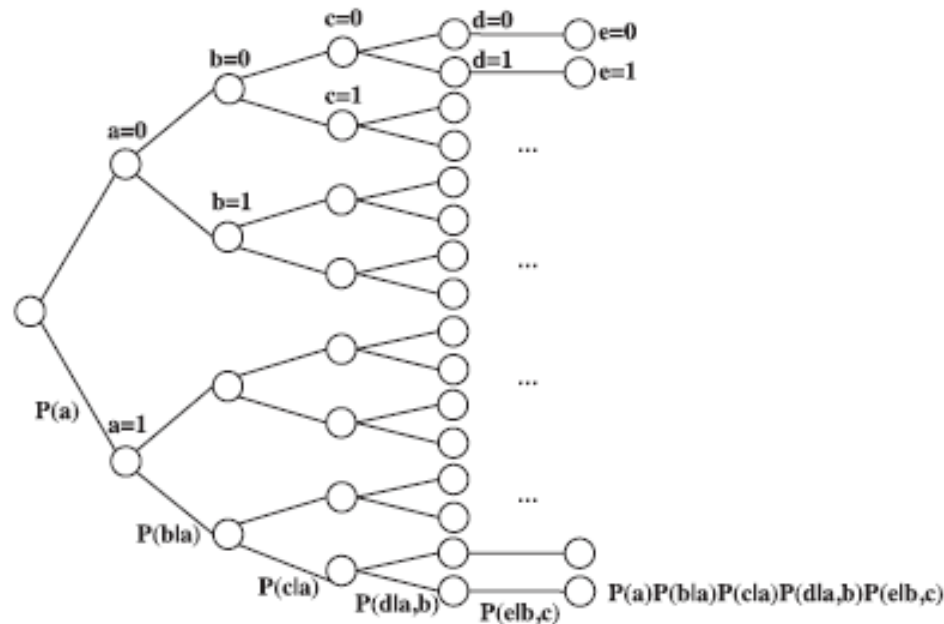 c=0
d=0
e=0
b=0
d=1
e=1
c=1
a=0
...
b=1
...
...
P(a)
a=1
...
P(b|a)
P(c|a)
P(d|a,b)
P(e|b,c)
P(a)P(b|a)P(c|a)P(d|a,b)P(e|b,c)